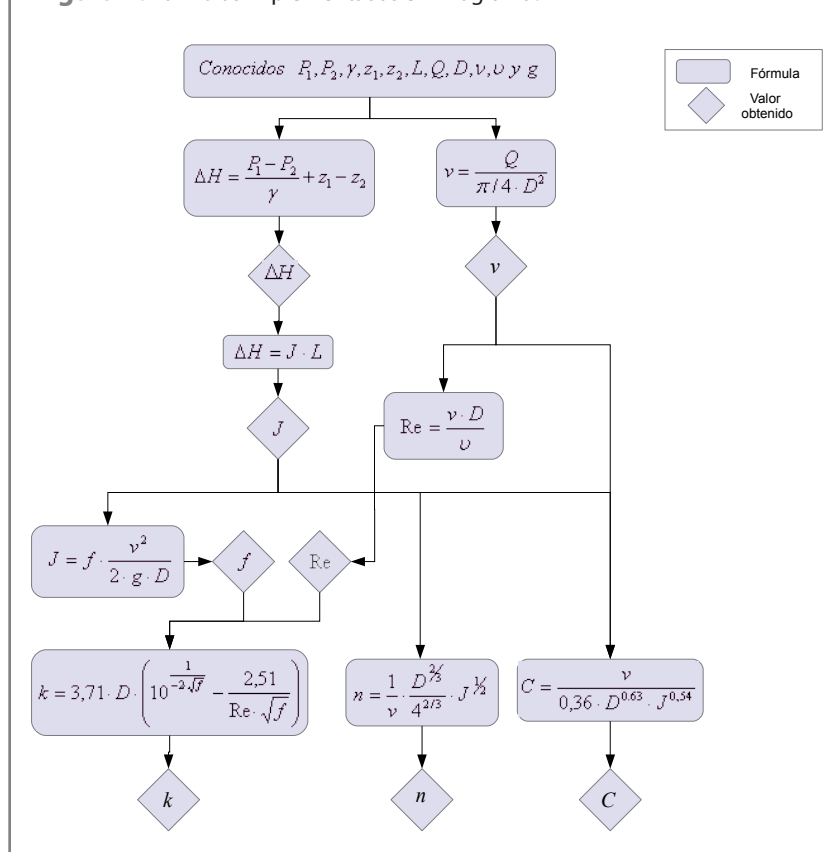 Conocidos P₁, P₂, γ, z₁, z₂, L, Q, D, ν, υ y g
Fórmula
Valor
obtenido
ΔH = (P₁ − P₂)/γ + z₁ − z₂
v = Q/(π/4 · D²)
ΔH
v
ΔH = J · L
J
Re = (v · D)/υ
J = f · v²/(2 · g · D)
f
Re
k = 3,71 · D · (10^(1/(−2·√f)) − 2,51/(Re · √f))
n = 1/v · D^(2/3)/4^(2/3) · J^(1/2)
C = v/(0,36 · D^0.63 · J^0,54)
k
n
C